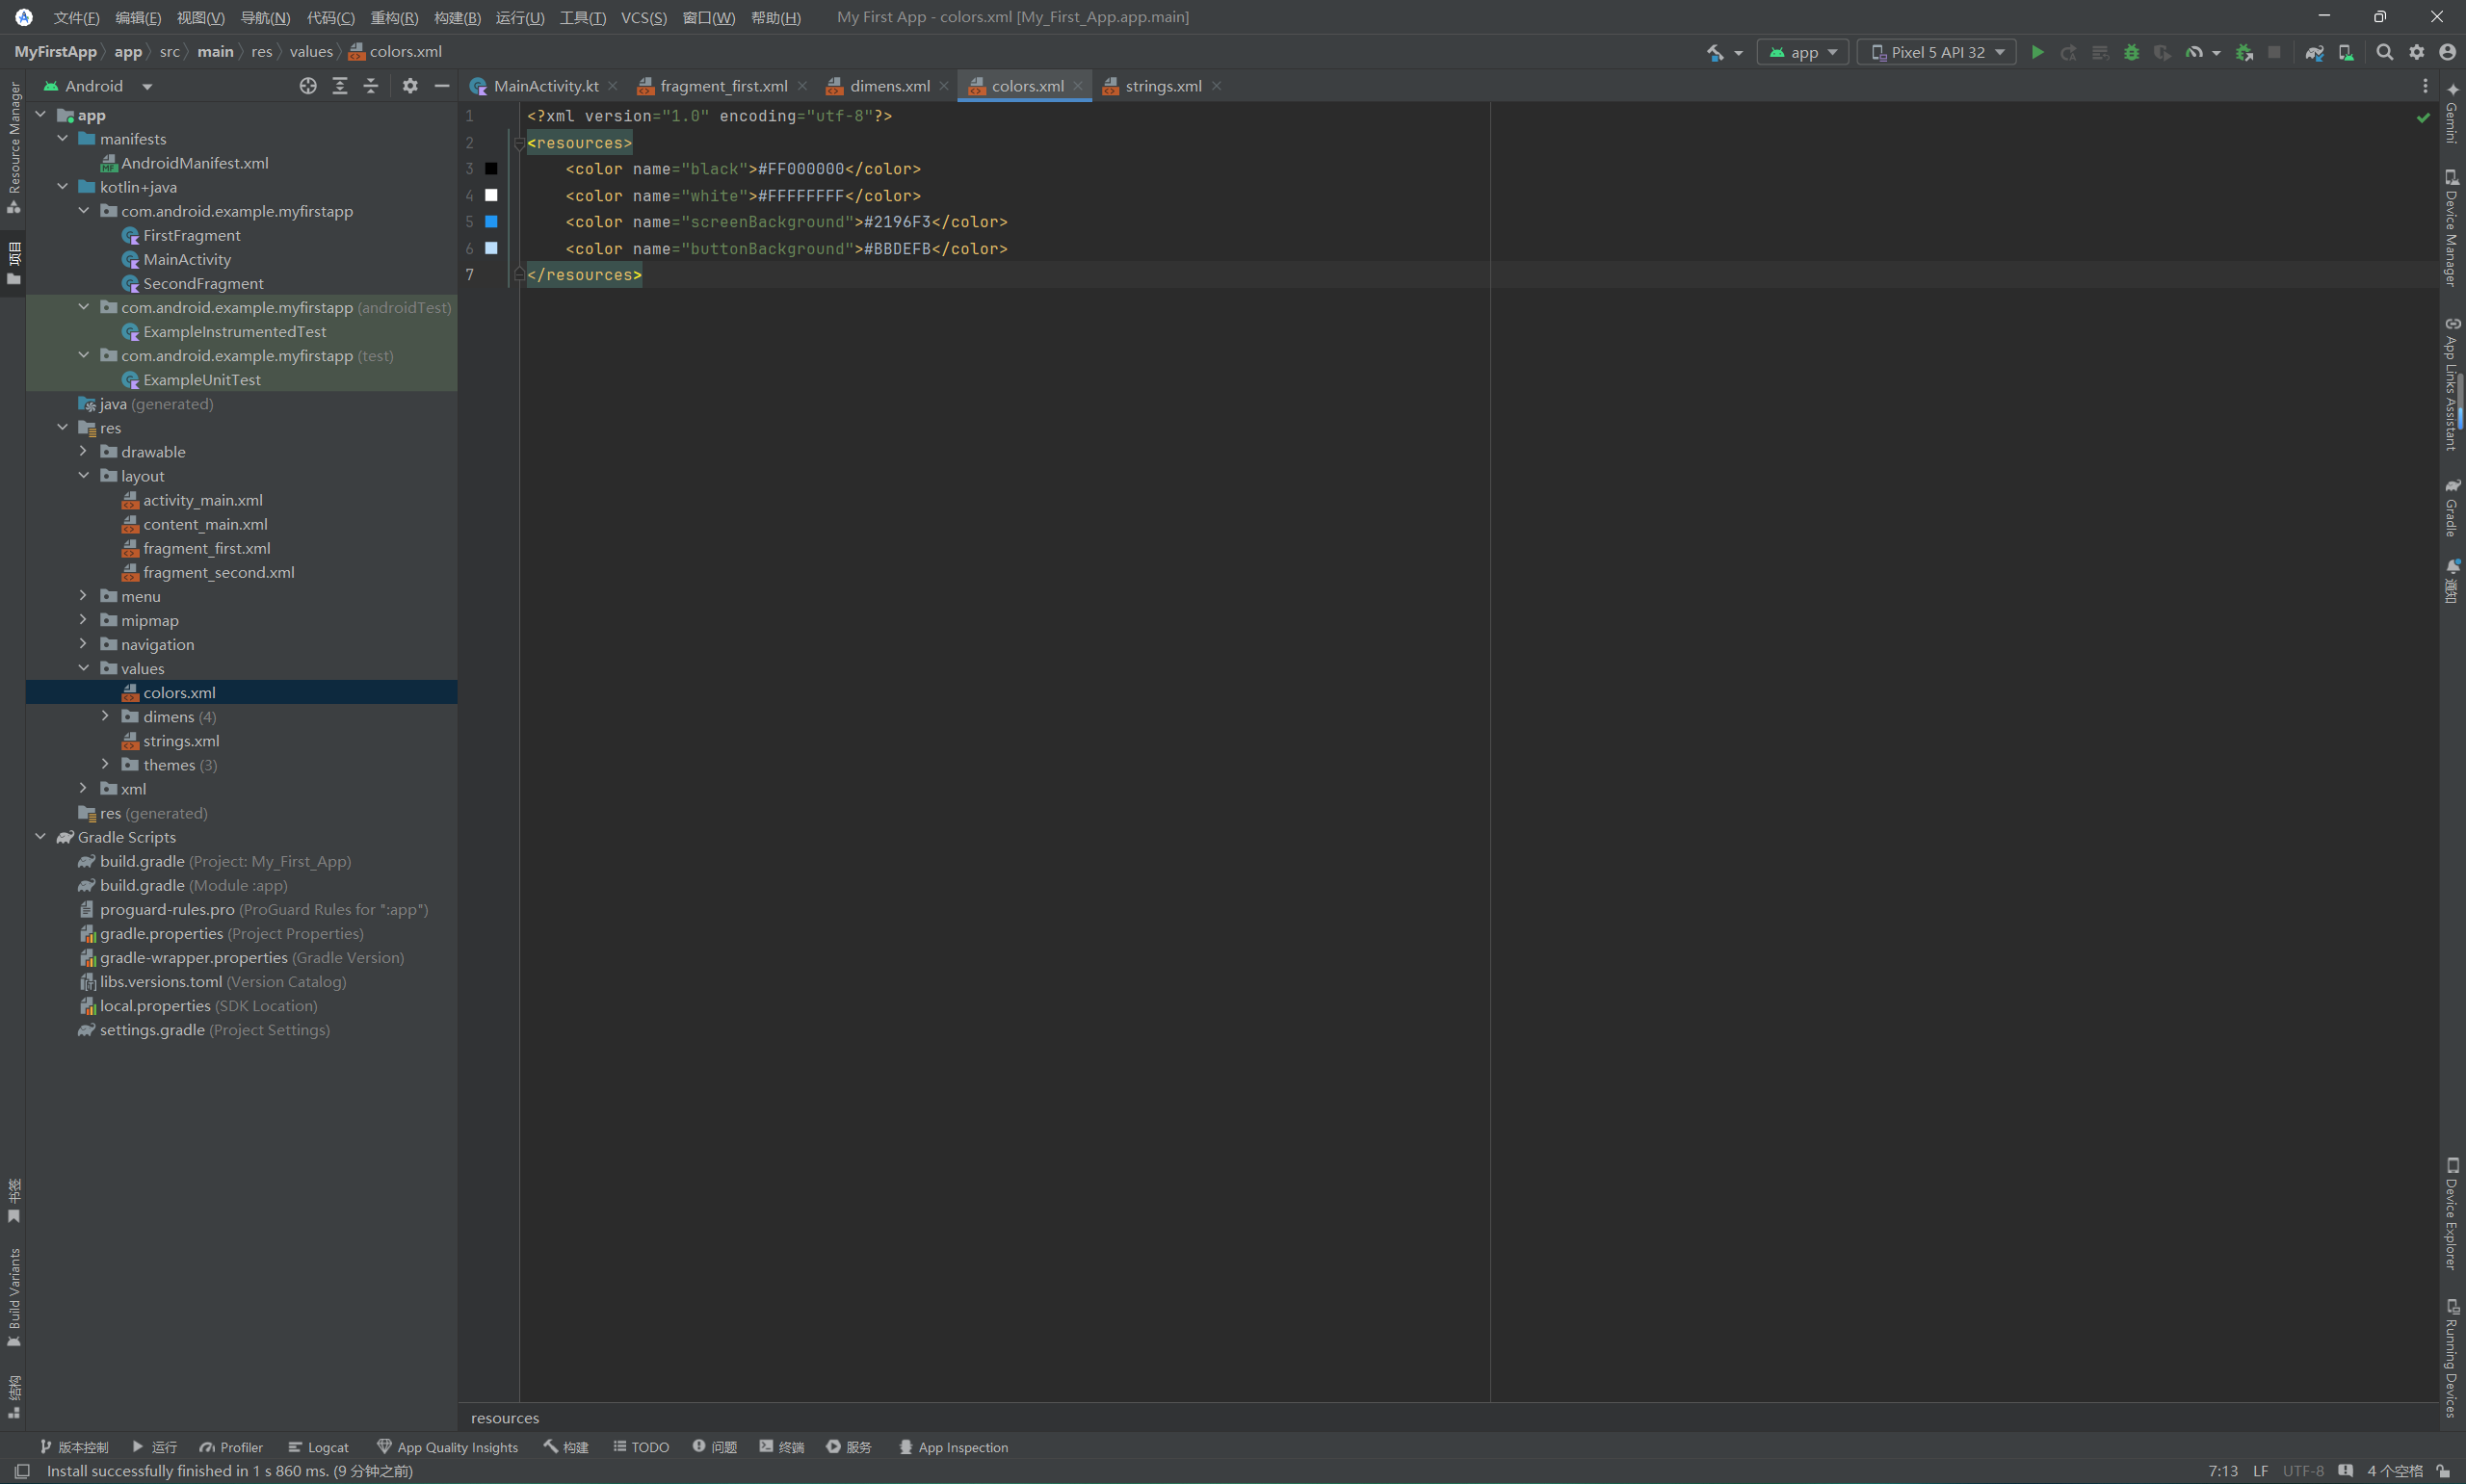 文件(F) 编辑(E) 视图(V) 导航(N) 代码(C) 重构(R) 构建(B) 运行(U) 工具(T) VCS(S) 窗口(W) 帮助(H) My First App - colors.xml [My_First_App.app.main]
MyFirstApp app src main res values colors.xml app Pixel 5 API 32
Android
MainActivity.kt fragment_first.xml dimens.xml colors.xml strings.xml
Resource Manager
项目
书签
Build Variants
结构
app
manifests
AndroidManifest.xml
kotlin+java
com.android.example.myfirstapp
FirstFragment
MainActivity
SecondFragment
com.android.example.myfirstapp (androidTest)
ExampleInstrumentedTest
com.android.example.myfirstapp (test)
ExampleUnitTest
java (generated)
res
drawable
layout
activity_main.xml
content_main.xml
fragment_first.xml
fragment_second.xml
menu
mipmap
navigation
values
colors.xml
dimens (4)
strings.xml
themes (3)
xml
res (generated)
Gradle Scripts
build.gradle (Project: My_First_App)
build.gradle (Module :app)
proguard-rules.pro (ProGuard Rules for ":app")
gradle.properties (Project Properties)
gradle-wrapper.properties (Gradle Version)
libs.versions.toml (Version Catalog)
local.properties (SDK Location)
settings.gradle (Project Settings)
1 <?xml version="1.0" encoding="utf-8"?>
2 <resources>
3 <color name="black">#FF000000</color>
4 <color name="white">#FFFFFFFF</color>
5 <color name="screenBackground">#2196F3</color>
6 <color name="buttonBackground">#BBDEFB</color>
7 </resources>
Gemini
Device Manager
App Links Assistant
Gradle
通知
Device Explorer
Running Devices
resources
版本控制 运行 Profiler Logcat App Quality Insights 构建 TODO 问题 终端 服务 App Inspection
Install successfully finished in 1 s 860 ms. (9 分钟之前) 7:13 LF UTF-8 4 个空格